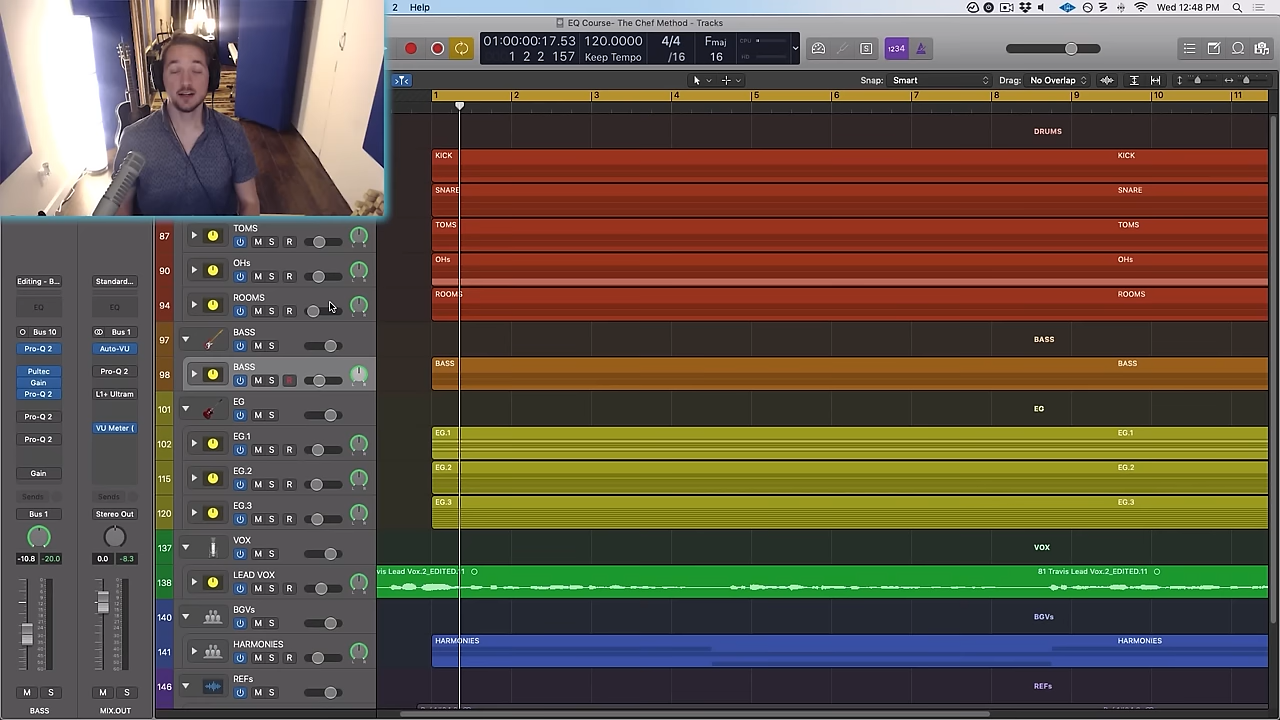 2 Help
Wed 12:48 PM
EQ Course- The Chef Method - Tracks
01:00:00:17.53 120.0000 4/4 Fmaj
1 2 2 157 Keep Tempo /16 16
CPU
HD
S
1234
Snap: Smart Drag: No Overlap
1 2 3 4 5 6 7 8 9 10 11
DRUMS
KICK KICK
SNARE SNARE
87 TOMS M S R TOMS TOMS
90 OHs M S R OHs OHs
94 ROOMS M S R ROOMS ROOMS
97 BASS M S BASS
98 BASS M S R BASS BASS
101 EG M S EG
102 EG.1 M S R EG.1 EG.1
115 EG.2 M S R EG.2 EG.2
120 EG.3 M S R EG.3 EG.3
137 VOX M S VOX
138 LEAD VOX M S R vis Lead Vox.2_EDITED.11 81 Travis Lead Vox.2_EDITED.11
140 BGVs M S BGVs
141 HARMONIES M S R HARMONIES HARMONIES
146 REFs M S REFs
Editing - B... Standard...
EQ EQ
Bus 10 Bus 1
Pro-Q 2 Auto-VU
Pultec Pro-Q 2
Gain
Pro-Q 2 L1+ Ultram
Pro-Q 2
Pro-Q 2 VU Meter (
Gain
Sends Sends
Bus 1 Stereo Out
-10.8 -20.0 0.0 -8.3
M S M S
BASS MIX.OUT